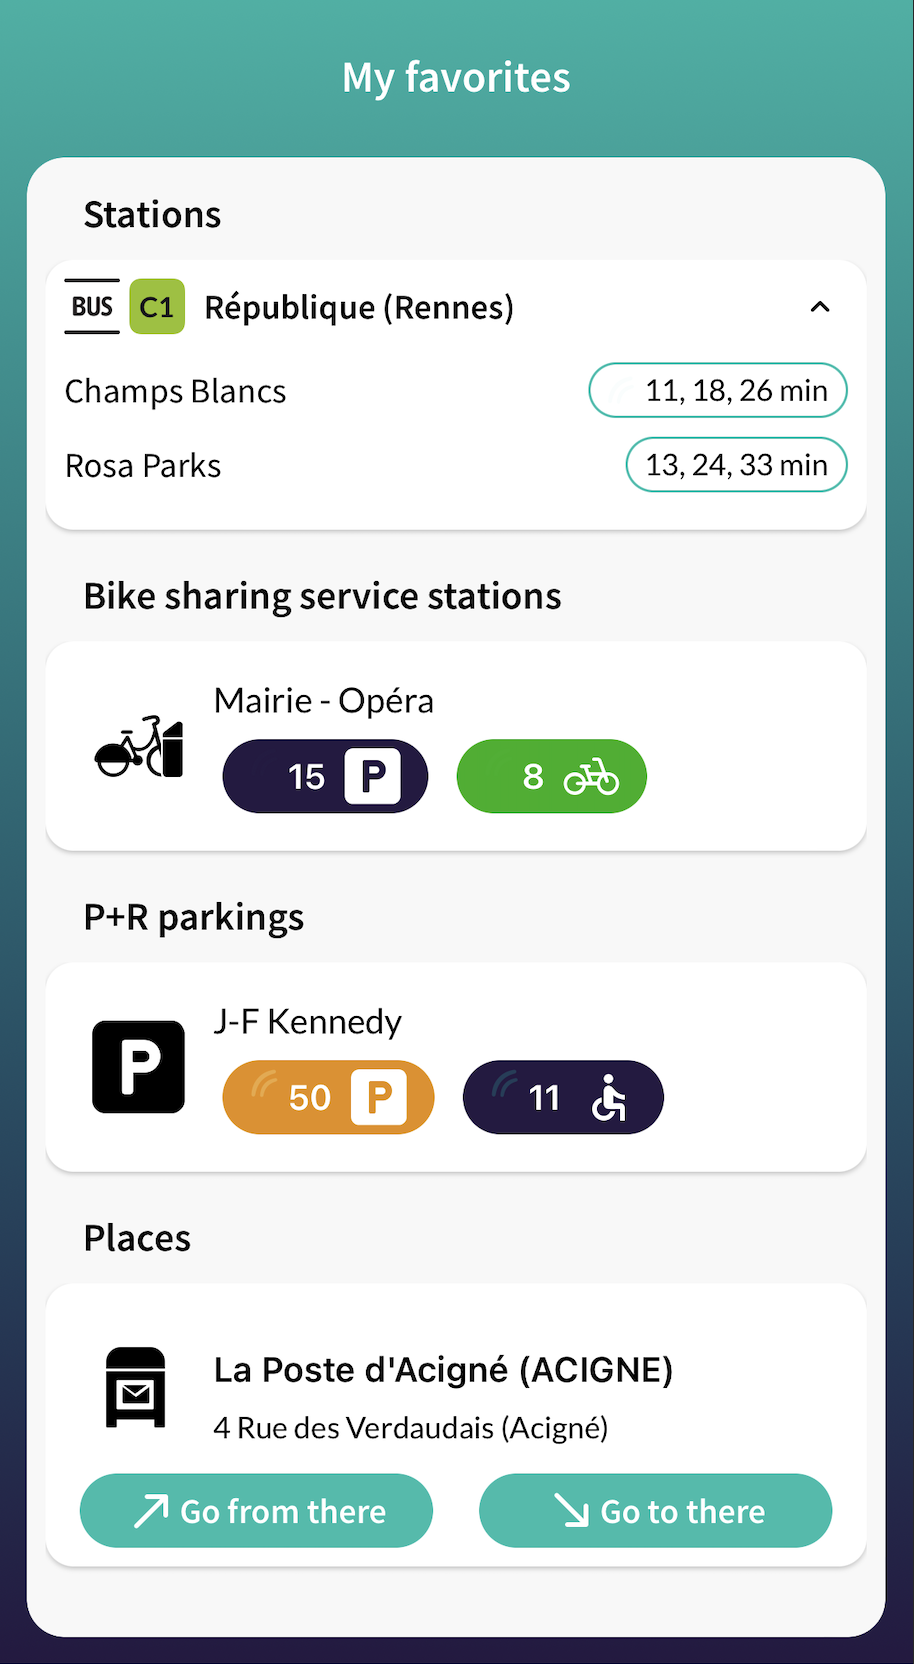 My favorites
Stations
BUS C1 République (Rennes)
Champs Blancs 11, 18, 26 min
Rosa Parks 13, 24, 33 min
Bike sharing service stations
Mairie - Opéra
15 P 8
P+R parkings
P J-F Kennedy
50 P 11
Places
La Poste d'Acigné (ACIGNE)
4 Rue des Verdaudais (Acigné)
Go from there Go to there